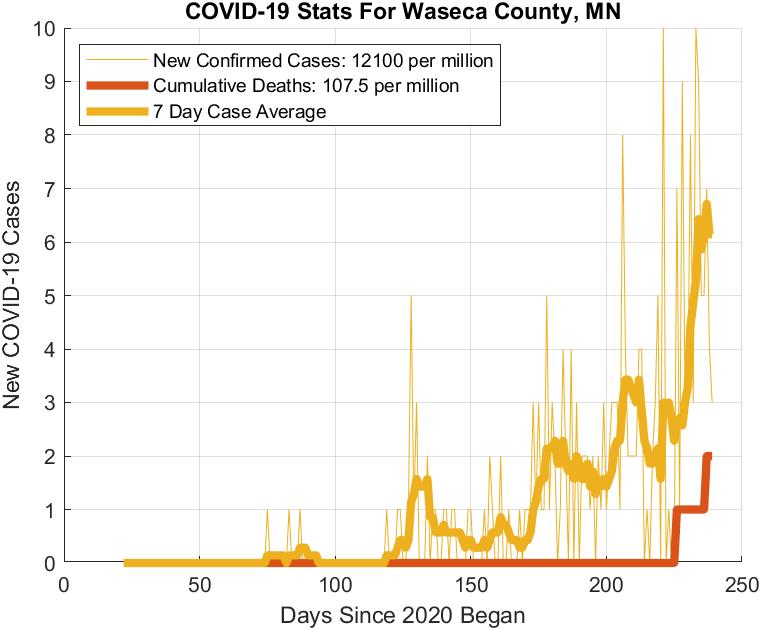 COVID-19 Stats For Waseca County, MN
New Confirmed Cases: 12100 per million
Cumulative Deaths: 107.5 per million
7 Day Case Average
New COVID-19 Cases
10
9
8
7
6
5
4
3
2
1
0
0 50 100 150 200 250
Days Since 2020 Began